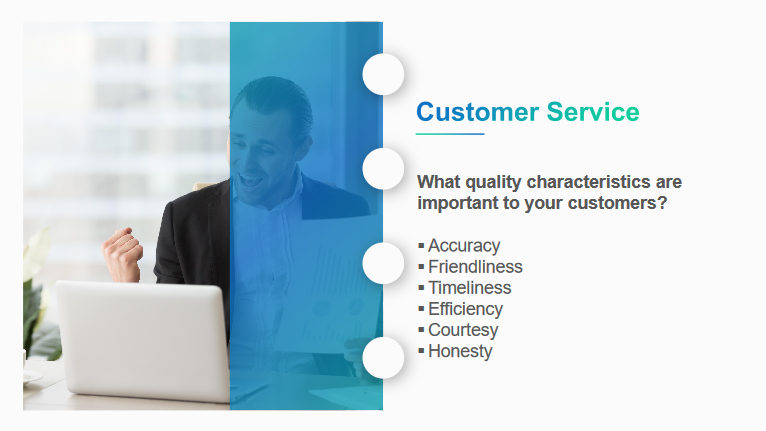 Customer Service
What quality characteristics are
important to your customers?
▪ Accuracy
▪ Friendliness
▪ Timeliness
▪ Efficiency
▪ Courtesy
▪ Honesty